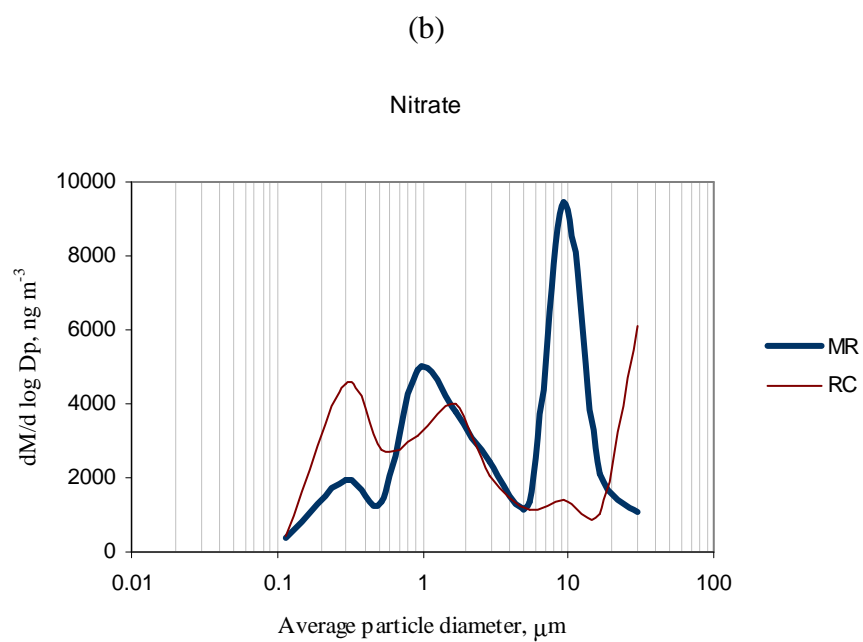 (b)
Nitrate
dM/d log Dp, ng m⁻³
10000
8000
6000
4000
2000
0
0.01 0.1 1 10 100
Average particle diameter, μm
MR
RC